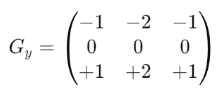 -1 -2 -1
G_y = 0 0 0
+1 +2 +1